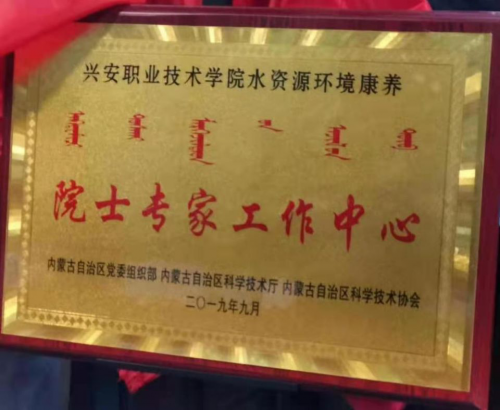 兴安职业技术学院水资源环境康养
院士专家工作中心
内蒙古自治区党委组织部 内蒙古自治区科学技术厅 内蒙古自治区科学技术协会
二〇一九年九月